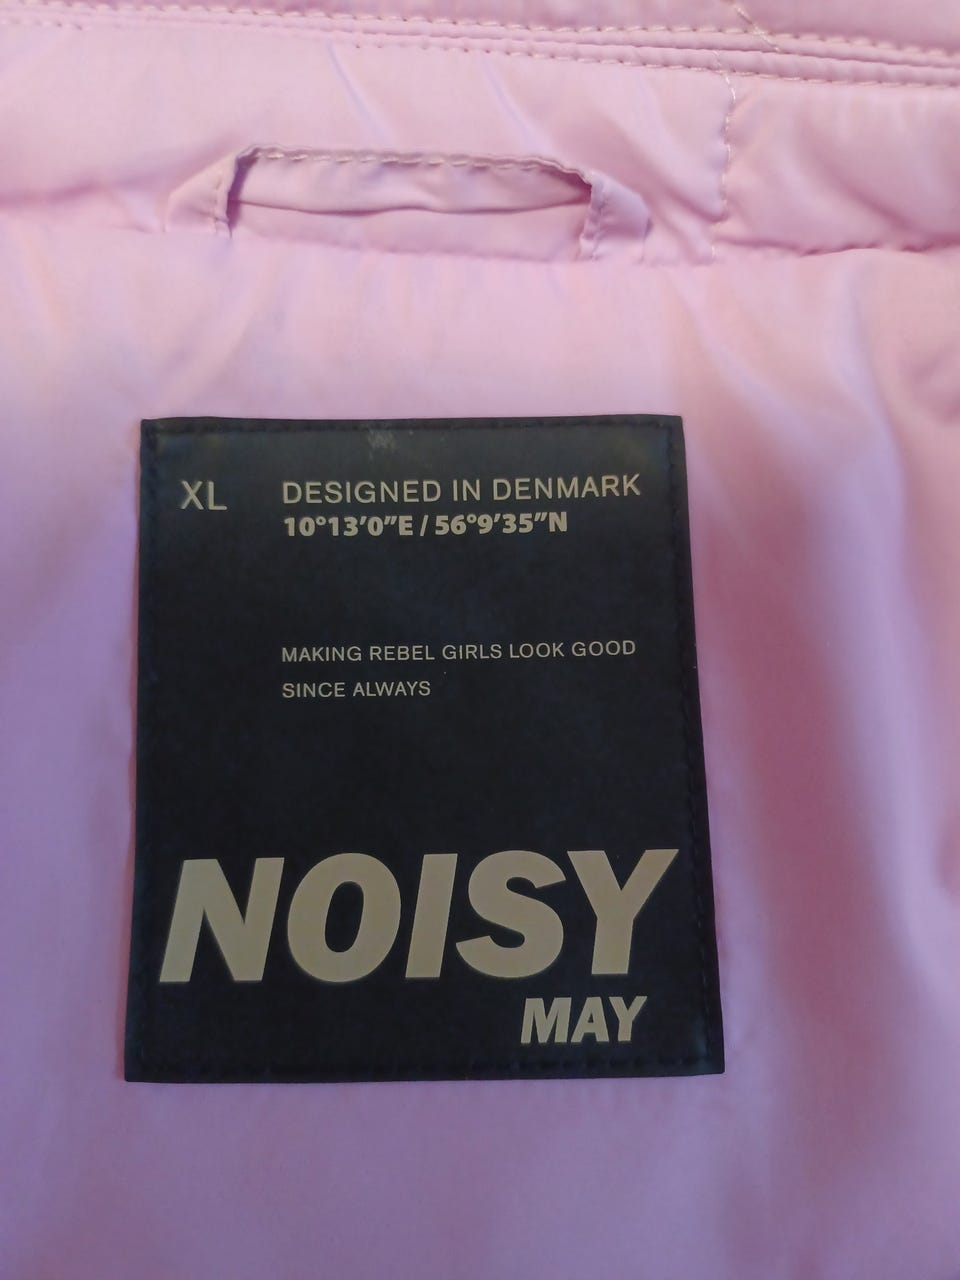 XL
DESIGNED IN DENMARK
10°13’0”E / 56°9’35”N
MAKING REBEL GIRLS LOOK GOOD
SINCE ALWAYS
NOISY
MAY